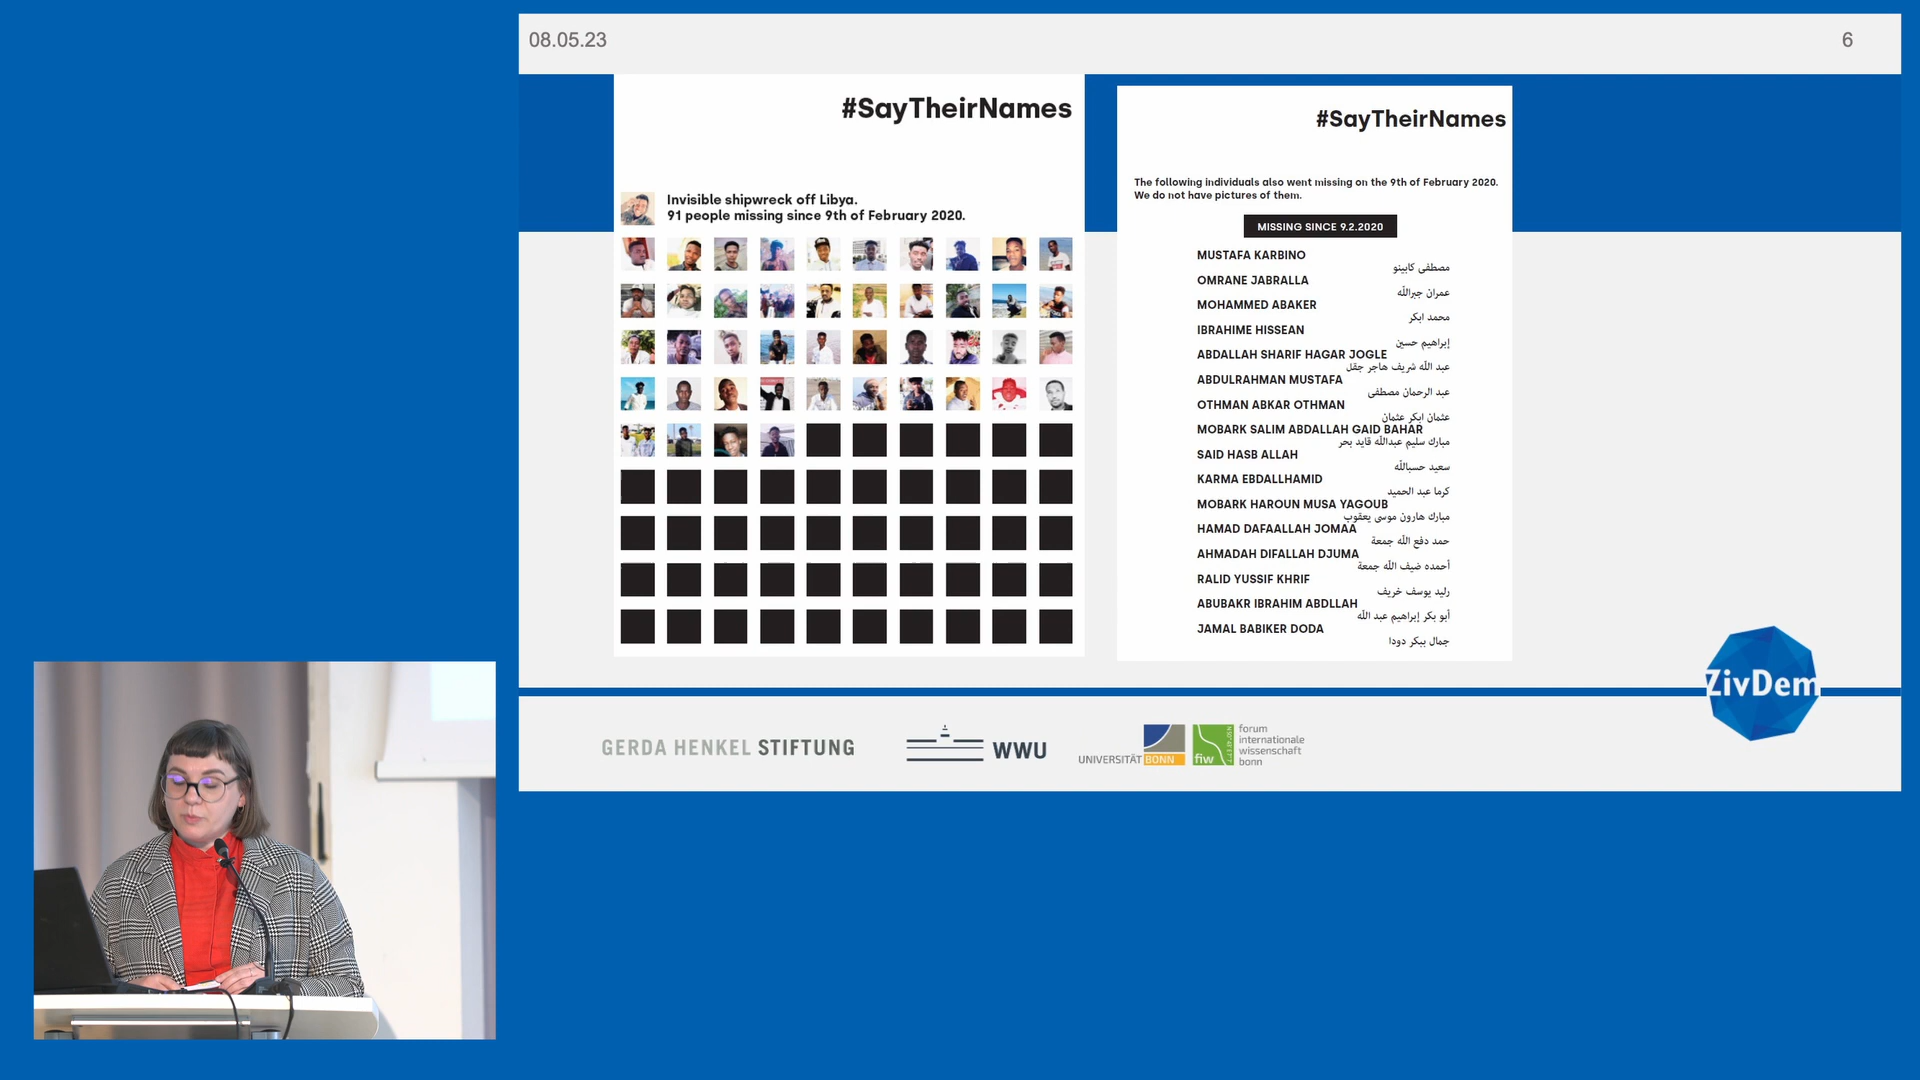 08.05.23
6
#SayTheirNames
Invisible shipwreck off Libya.
91 people missing since 9th of February 2020.
#SayTheirNames
The following individuals also went missing on the 9th of February 2020.
We do not have pictures of them.
MISSING SINCE 9.2.2020
MUSTAFA KARBINO
مصطفى كابينو
OMRANE JABRALLA
عمران جبرالله
MOHAMMED ABAKER
محمد ابكر
IBRAHIME HISSEAN
إبراهيم حسين
ABDALLAH SHARIF HAGAR JOGLE
عبد الله شريف هاجر جقل
ABDULRAHMAN MUSTAFA
عبد الرحمان مصطفى
OTHMAN ABKAR OTHMAN
عثمان ابكر عثمان
MOBARK SALIM ABDALLAH GAID BAHAR
مبارك سليم عبدالله قايد بحر
SAID HASB ALLAH
سعيد حسبالله
KARMA EBDALLHAMID
كرما عبد الحميد
MOBARK HAROUN MUSA YAGOUB
مبارك هارون موسى يعقوب
HAMAD DAFAALLAH JOMAA
حمد دفع الله جمعة
AHMADAH DIFALLAH DJUMA
أحمده ضيف الله جمعة
RALID YUSSIF KHRIF
رليد يوسف خريف
ABUBAKR IBRAHIM ABDLLAH
أبو بكر إبراهيم عبد الله
JAMAL BABIKER DODA
جمال ببكر دودا
ZivDem
GERDA HENKEL STIFTUNG
WWU
UNIVERSITÄT BONN
fiw
forum
internationale
wissenschaft
bonn